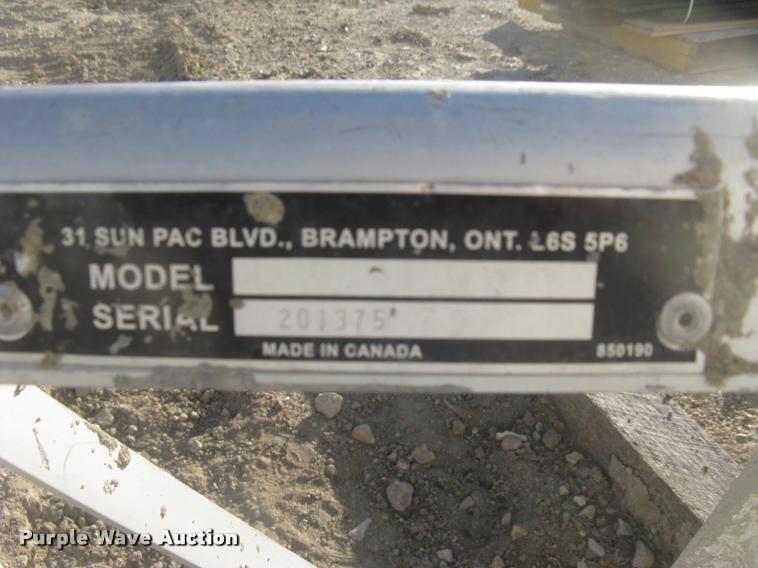 31 SUN PAC BLVD., BRAMPTON, ONT. L6S 5P6
MODEL
SERIAL 201375
MADE IN CANADA 850190
Purple Wave Auction